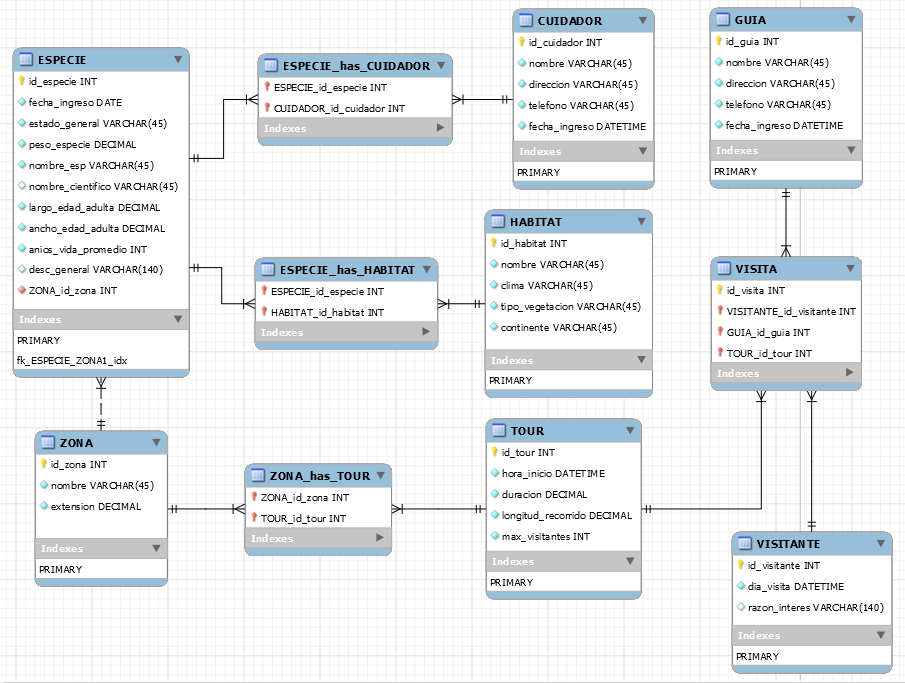 ESPECIE
id_especie INT
fecha_ingreso DATE
estado_general VARCHAR(45)
peso_especie DECIMAL
nombre_esp VARCHAR(45)
nombre_cientifico VARCHAR(45)
largo_edad_adulta DECIMAL
ancho_edad_adulta DECIMAL
anios_vida_promedio INT
desc_general VARCHAR(140)
ZONA_id_zona INT
Indexes
PRIMARY
fk_ESPECIE_ZONA1_idx
ESPECIE_has_CUIDADOR
ESPECIE_id_especie INT
CUIDADOR_id_cuidador INT
Indexes
CUIDADOR
id_cuidador INT
nombre VARCHAR(45)
direccion VARCHAR(45)
telefono VARCHAR(45)
fecha_ingreso DATETIME
Indexes
PRIMARY
GUIA
id_guia INT
nombre VARCHAR(45)
direccion VARCHAR(45)
telefono VARCHAR(45)
fecha_ingreso DATETIME
Indexes
PRIMARY
ESPECIE_has_HABITAT
ESPECIE_id_especie INT
HABITAT_id_habitat INT
Indexes
HABITAT
id_habitat INT
nombre VARCHAR(45)
clima VARCHAR(45)
tipo_vegetacion VARCHAR(45)
continente VARCHAR(45)
Indexes
PRIMARY
VISITA
id_visita INT
VISITANTE_id_visitante INT
GUIA_id_guia INT
TOUR_id_tour INT
Indexes
ZONA
id_zona INT
nombre VARCHAR(45)
extension DECIMAL
Indexes
PRIMARY
ZONA_has_TOUR
ZONA_id_zona INT
TOUR_id_tour INT
Indexes
TOUR
id_tour INT
hora_inicio DATETIME
duracion DECIMAL
longitud_recorrido DECIMAL
max_visitantes INT
Indexes
PRIMARY
VISITANTE
id_visitante INT
dia_visita DATETIME
razon_interes VARCHAR(140)
Indexes
PRIMARY